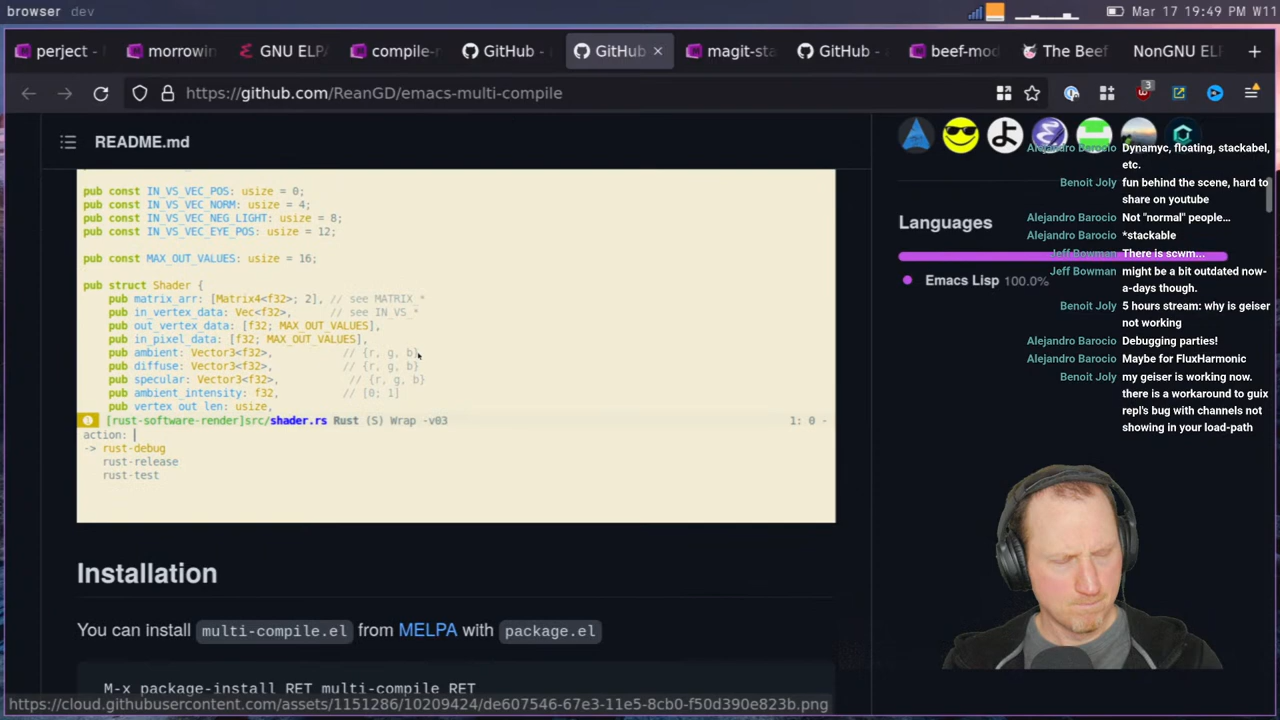 browser dev
Mar 17 19:49 PM W11
perject -
morrowin
GNU ELPA
compile-m
GitHub -
GitHub
magit-sta
GitHub -
beef-mod
The Beef
NonGNU ELP
https://github.com/ReanGD/emacs-multi-compile
3
README.md
pub const IN_VS_VEC_POS: usize = 0;
pub const IN_VS_VEC_NORM: usize = 4;
pub const IN_VS_VEC_NEG_LIGHT: usize = 8;
pub const IN_VS_VEC_EYE_POS: usize = 12;
pub const MAX_OUT_VALUES: usize = 16;
pub struct Shader {
pub matrix_arr: [Matrix4<f32>; 2], // see MATRIX_*
pub in_vertex_data: Vec<f32>, // see IN_VS_*
pub out_vertex_data: [f32; MAX_OUT_VALUES],
pub in_pixel_data: [f32; MAX_OUT_VALUES],
pub ambient: Vector3<f32>, // {r, g, b}
pub diffuse: Vector3<f32>, // {r, g, b}
pub specular: Vector3<f32>, // {r, g, b}
pub ambient_intensity: f32, // [0; 1]
pub vertex out len: usize,
[rust-software-render]src/shader.rs Rust (S) Wrap -v03 1: 0 -
action:
-> rust-debug
rust-release
rust-test
Installation
You can install multi-compile.el from MELPA with package.el
M-x package-install RET multi-compile RET
https://cloud.githubusercontent.com/assets/1151286/10209424/de607546-67e3-11e5-8cb0-f50d390e823b.png
Languages
Emacs Lisp 100.0%
Alejandro Barocio Dynamyc, floating, stackabel,
etc.
Benoit Joly fun behind the scene, hard to
share on youtube
Alejandro Barocio Not "normal" people...
Alejandro Barocio *stackable
Jeff Bowman There is scwm...
Jeff Bowman might be a bit outdated now-
a-days though.
Benoit Joly 5 hours stream: why is geiser
not working
Alejandro Barocio Debugging parties!
Alejandro Barocio Maybe for FluxHarmonic
Benoit Joly my geiser is working now.
there is a workaround to guix
repl's bug with channels not
showing in your load-path